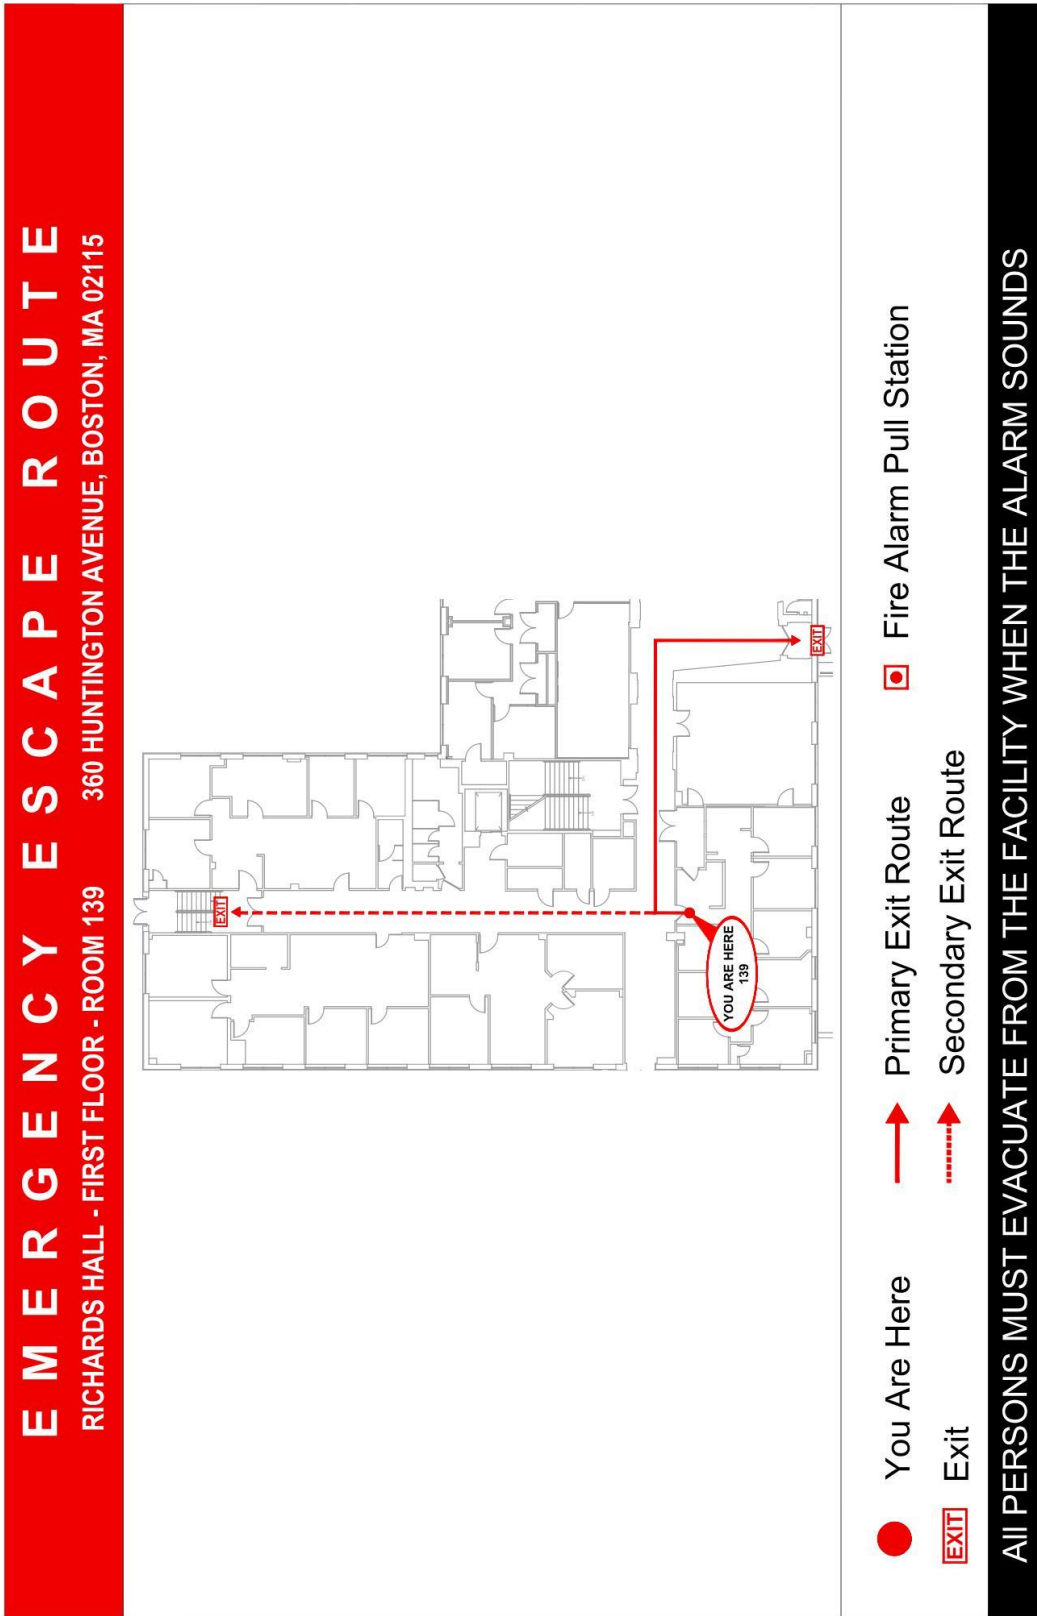 EMERGENCY ESCAPE ROUTE
RICHARDS HALL - FIRST FLOOR - ROOM 139 360 HUNTINGTON AVENUE, BOSTON, MA 02115
EXIT
YOU ARE HERE
139
EXIT
You Are Here Primary Exit Route Fire Alarm Pull Station
EXIT Exit Secondary Exit Route
All PERSONS MUST EVACUATE FROM THE FACILITY WHEN THE ALARM SOUNDS